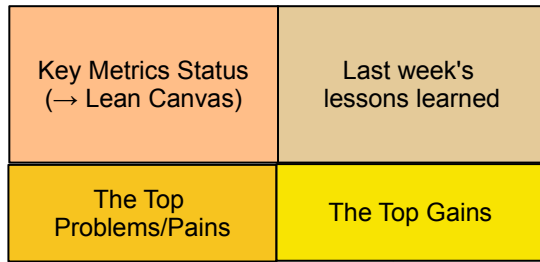 Key Metrics Status
(→ Lean Canvas)
Last week's
lessons learned
The Top
Problems/Pains
The Top Gains